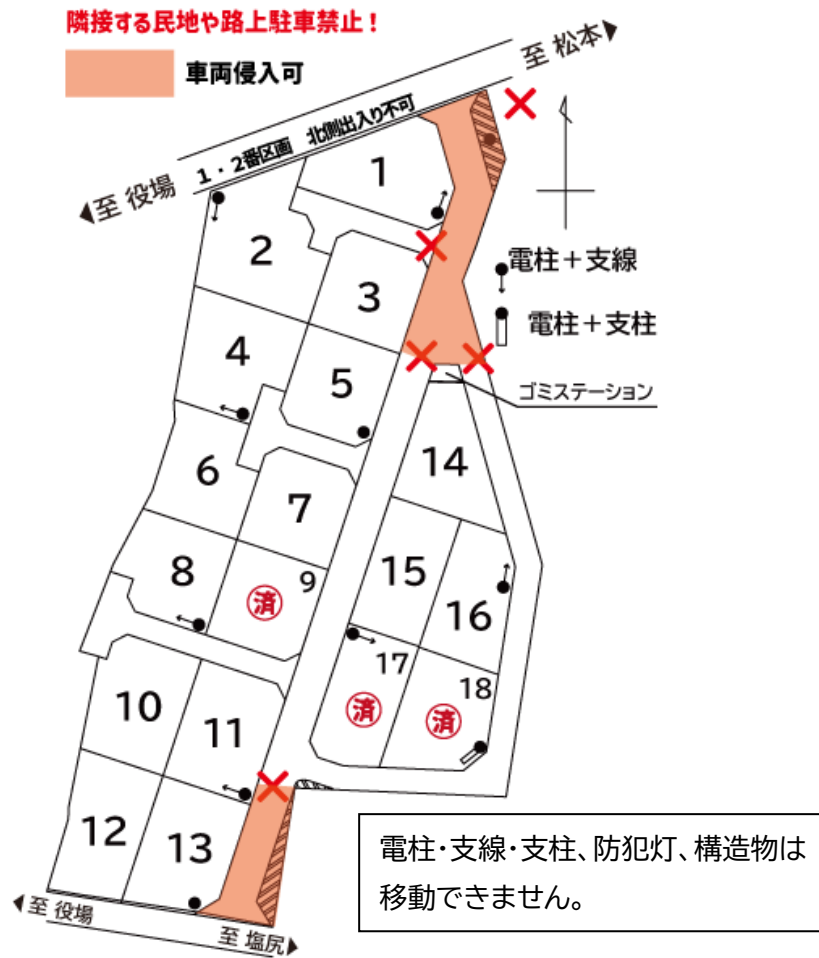 隣接する民地や路上駐車禁止！
車両侵入可
至 松本
1・2番区画 北側出入り不可
至 役場
1
2
3
電柱＋支線
電柱＋支柱
4
5
ゴミステーション
14
6
7
15
8
9
済
16
17
済
18
済
10
11
12
13
電柱・支線・支柱、防犯灯、構造物は
移動できません。
至 役場
至 塩尻